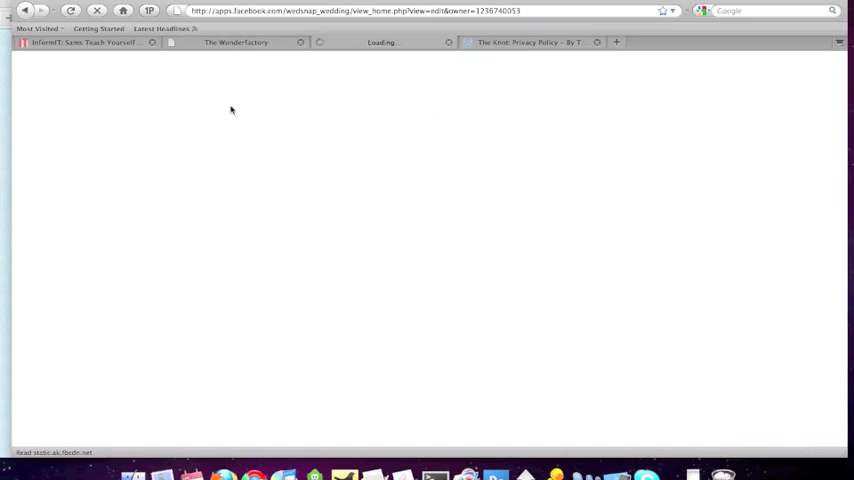 http://apps.facebook.com/wedsnap_wedding/view_home.php?view=edit&owner=1236740053
1P
Google
Most Visited
Getting Started
Latest Headlines
InformIT: Sams Teach Yourself ...
The Wonderfactory
Loading...
The Knot: Privacy Policy – By T...
Read static.ak.fbcdn.net